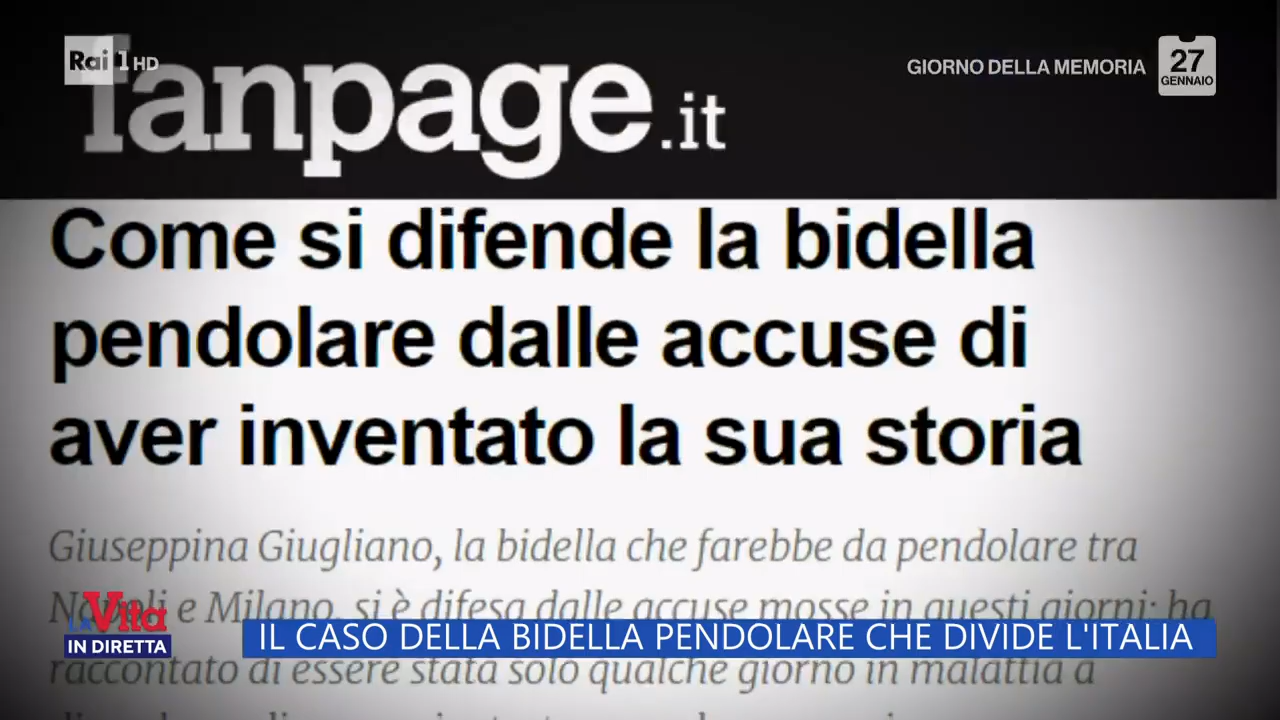 Rai 1 HD
fanpage.it
GIORNO DELLA MEMORIA
27
GENNAIO
Come si difende la bidella
pendolare dalle accuse di
aver inventato la sua storia
Giuseppina Giugliano, la bidella che farebbe da pendolare tra
Napoli e Milano, si è difesa dalle accuse mosse in questi giorni: ha
raccontato di essere stata solo qualche giorno in malattia a
LA Vita
IN DIRETTA
IL CASO DELLA BIDELLA PENDOLARE CHE DIVIDE L'ITALIA